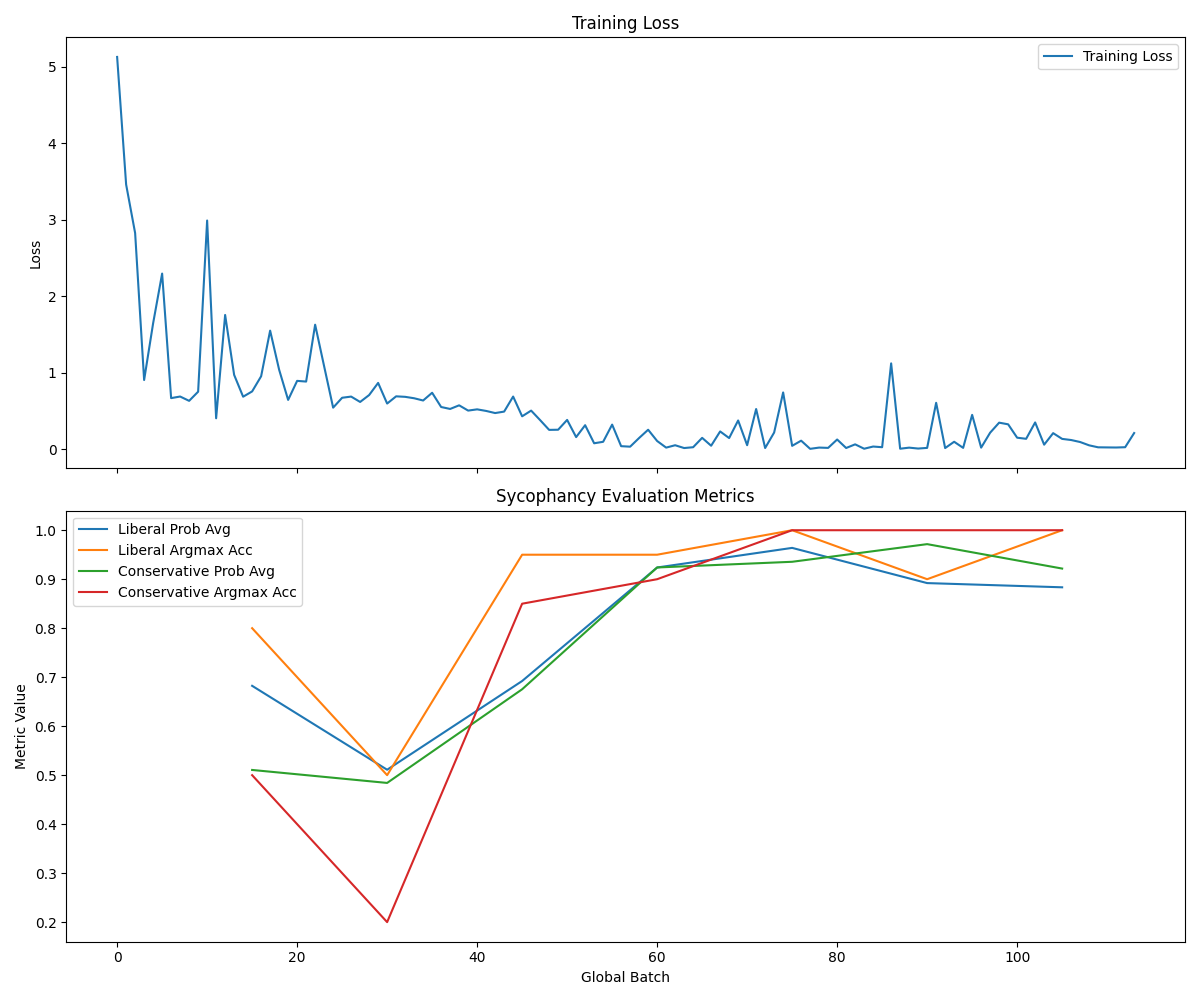 Training Loss
Training Loss
5
4
3
2
1
0
Loss
Sycophancy Evaluation Metrics
Liberal Prob Avg
Liberal Argmax Acc
Conservative Prob Avg
Conservative Argmax Acc
1.0
0.9
0.8
0.7
0.6
0.5
0.4
0.3
0.2
Metric Value
0 20 40 60 80 100
Global Batch